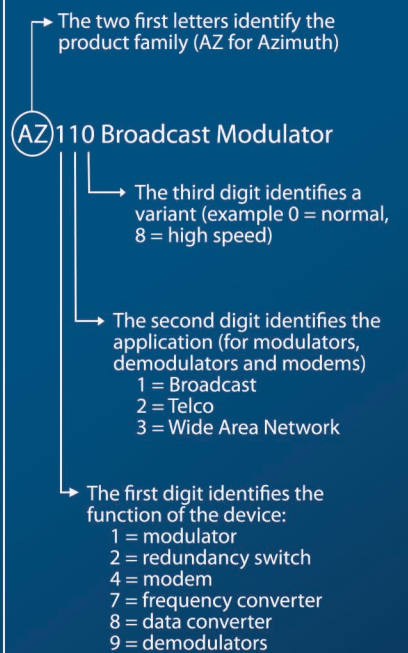 The two first letters identify the
product family (AZ for Azimuth)
AZ110 Broadcast Modulator
The third digit identifies a
variant (example 0 = normal,
8 = high speed)
The second digit identifies the
application (for modulators,
demodulators and modems)
1 = Broadcast
2 = Telco
3 = Wide Area Network
The first digit identifies the
function of the device:
1 = modulator
2 = redundancy switch
4 = modem
7 = frequency converter
8 = data converter
9 = demodulators